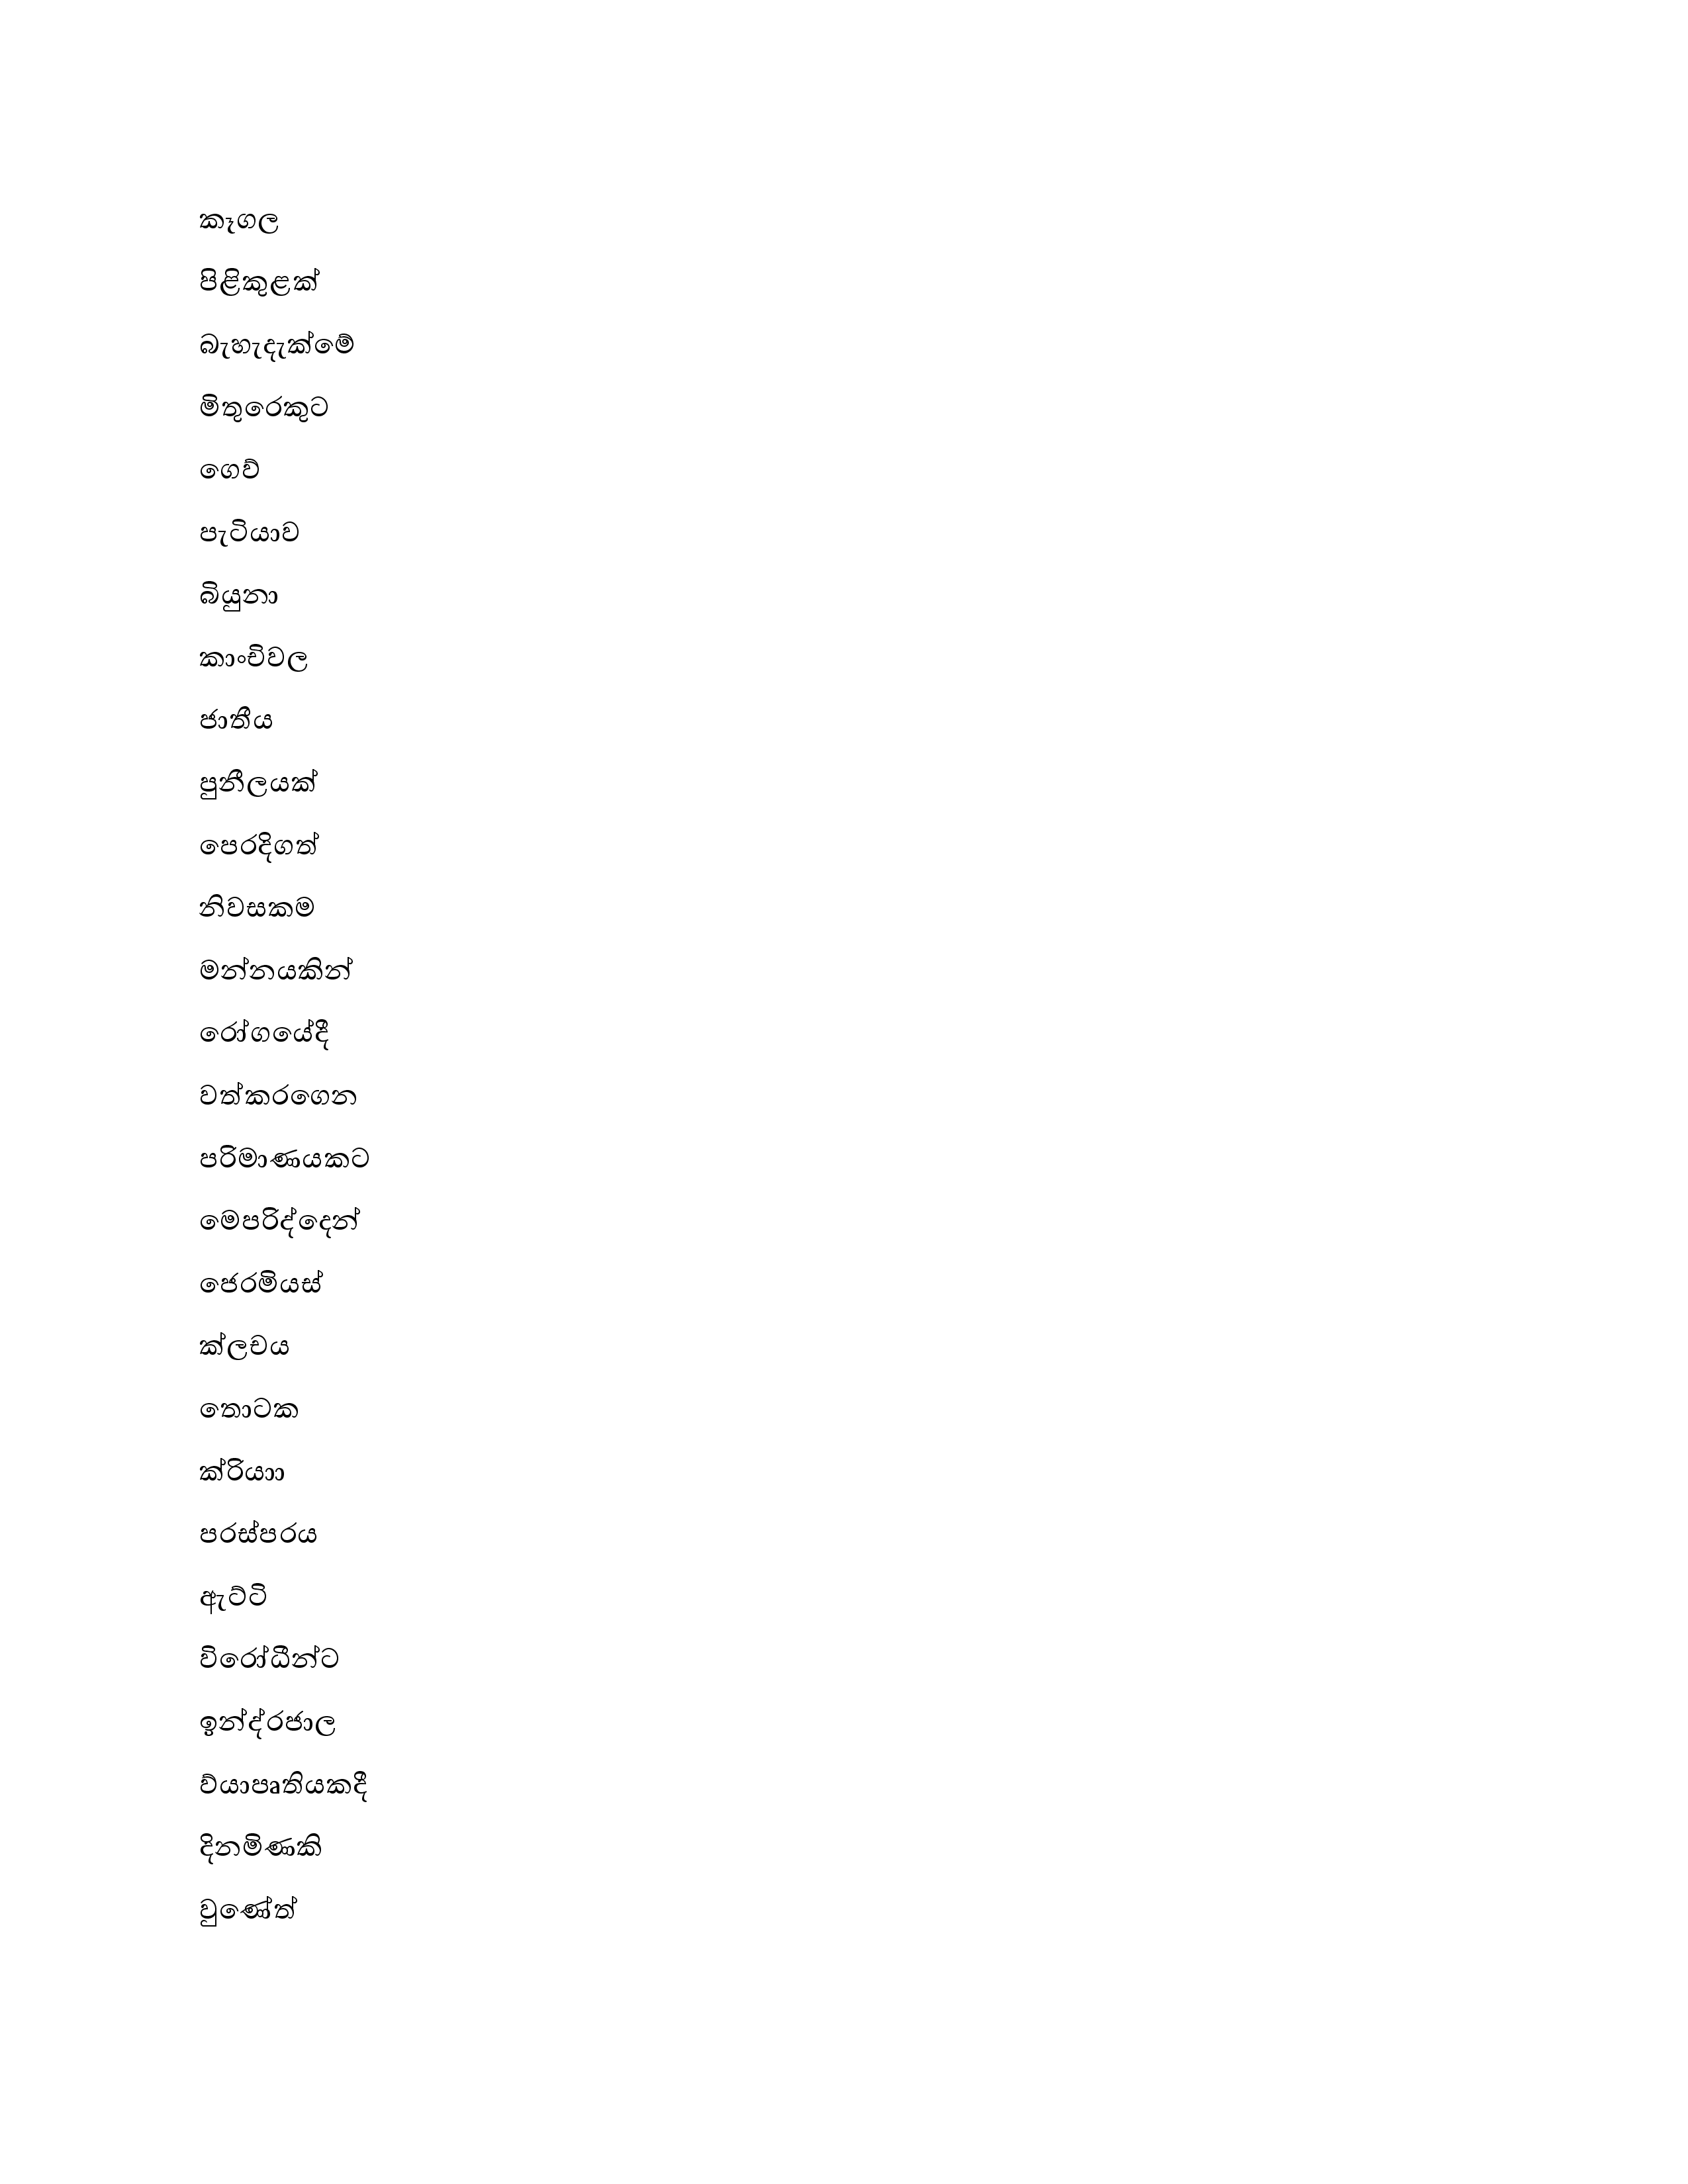 කෑගල
පිළිකුළක්
බැහැදැක්මේ
මිතුරෙකුට
ගෙව්
පැටියාව
බියුනා
කාංචිවල
ජාතීය
පුනීලයක්
පෙරදිගත්
නිවසකම
මන්නයකින්
රෝගයේදී
වත්කරගෙන
පරිමාණයකට
මෙපරිද්දෙන්
ජෙරමියස්
ක්ලචය
තොටක
ක්රියාා
පරස්පරය
ඇට්ටි
විරෝධීන්ට
ඉන්ද්රජාල
ව්යාපෘතියකදී
දිනමිණකි
වුණේත්